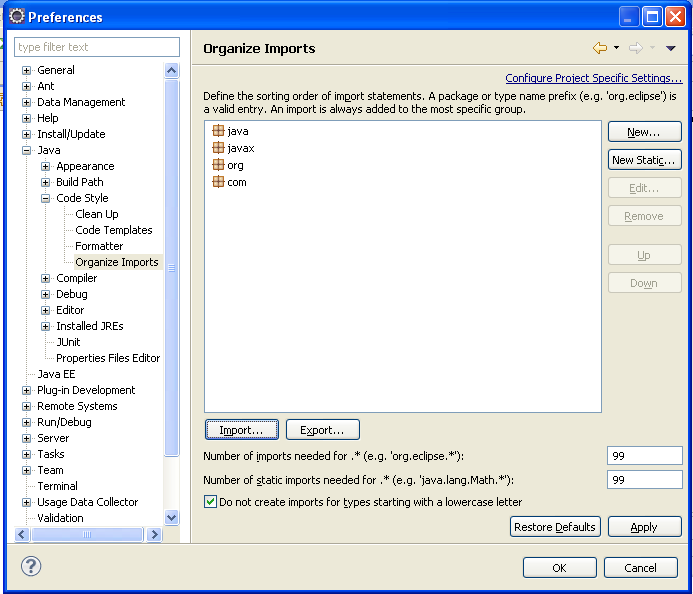 Preferences
type filter text
General
Ant
Data Management
Help
Install/Update
Java
Appearance
Build Path
Code Style
Clean Up
Code Templates
Formatter
Organize Imports
Compiler
Debug
Editor
Installed JREs
JUnit
Properties Files Editor
Java EE
Plug-in Development
Remote Systems
Run/Debug
Server
Tasks
Team
Terminal
Usage Data Collector
Validation
Organize Imports
Configure Project Specific Settings...
Define the sorting order of import statements. A package or type name prefix (e.g. 'org.eclipse') is
a valid entry. An import is always added to the most specific group.
java
javax
org
com
New...
New Static...
Edit...
Remove
Up
Down
Import...
Export...
Number of imports needed for .* (e.g. 'org.eclipse.*'):
99
Number of static imports needed for .* (e.g. 'java.lang.Math.*'):
99
Do not create imports for types starting with a lowercase letter
Restore Defaults
Apply
?
OK
Cancel